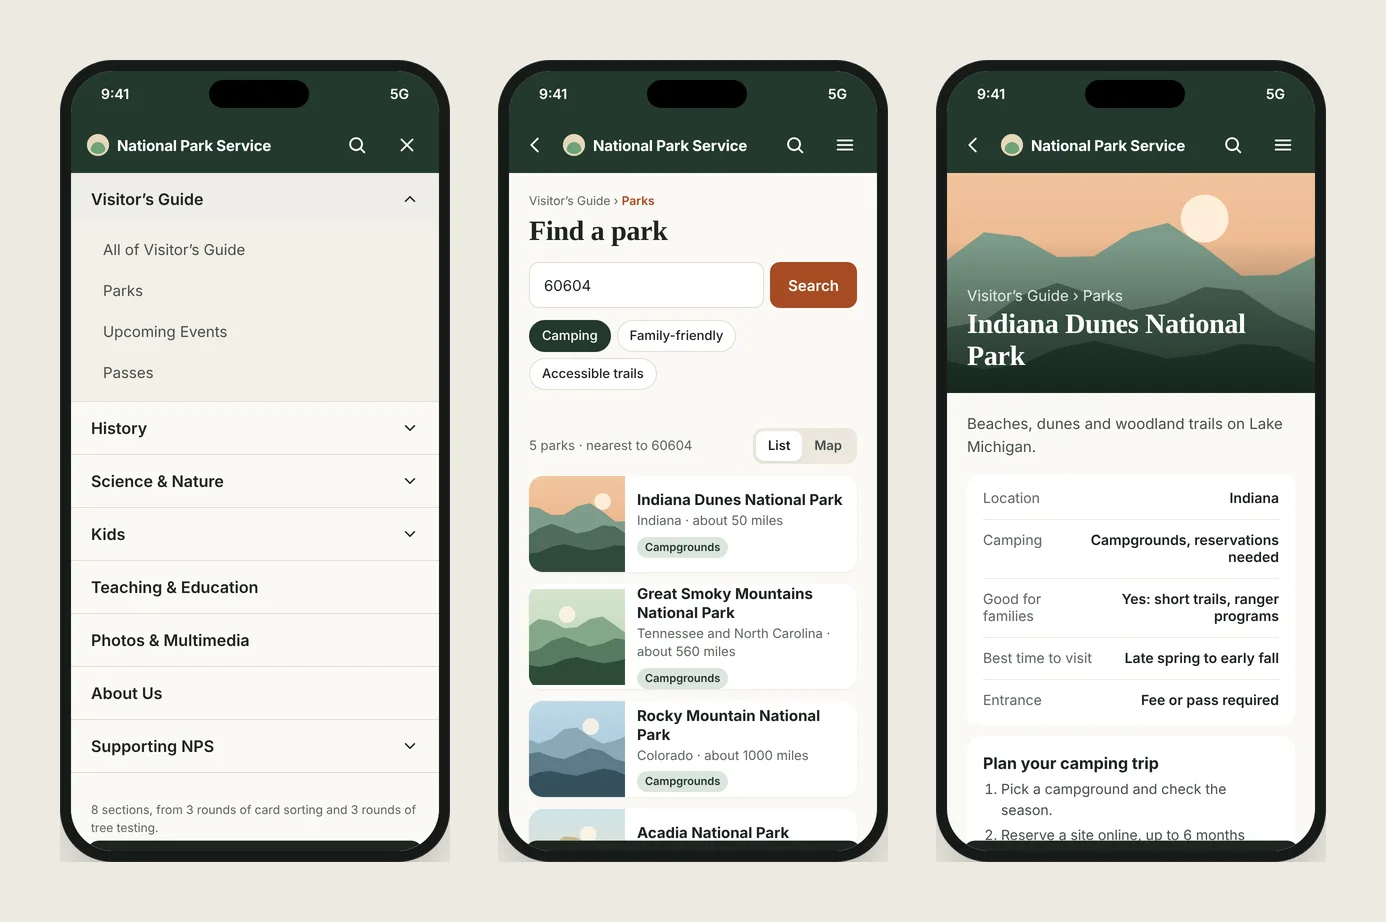 9:41
5G
National Park Service
Visitor’s Guide
All of Visitor’s Guide
Parks
Upcoming Events
Passes
History
Science & Nature
Kids
Teaching & Education
Photos & Multimedia
About Us
Supporting NPS
8 sections, from 3 rounds of card sorting and 3 rounds of
tree testing.
9:41
5G
National Park Service
Visitor’s Guide › Parks
Find a park
60604
Search
Camping
Family-friendly
Accessible trails
5 parks · nearest to 60604
List
Map
Indiana Dunes National Park
Indiana · about 50 miles
Campgrounds
Great Smoky Mountains
National Park
Tennessee and North Carolina ·
about 560 miles
Campgrounds
Rocky Mountain National
Park
Colorado · about 1000 miles
Campgrounds
Acadia National Park
9:41
5G
National Park Service
Visitor’s Guide › Parks
Indiana Dunes National
Park
Beaches, dunes and woodland trails on Lake
Michigan.
Location
Indiana
Camping
Campgrounds, reservations
needed
Good for
families
Yes: short trails, ranger
programs
Best time to visit
Late spring to early fall
Entrance
Fee or pass required
Plan your camping trip
1. Pick a campground and check the
season.
2. Reserve a site online, up to 6 months